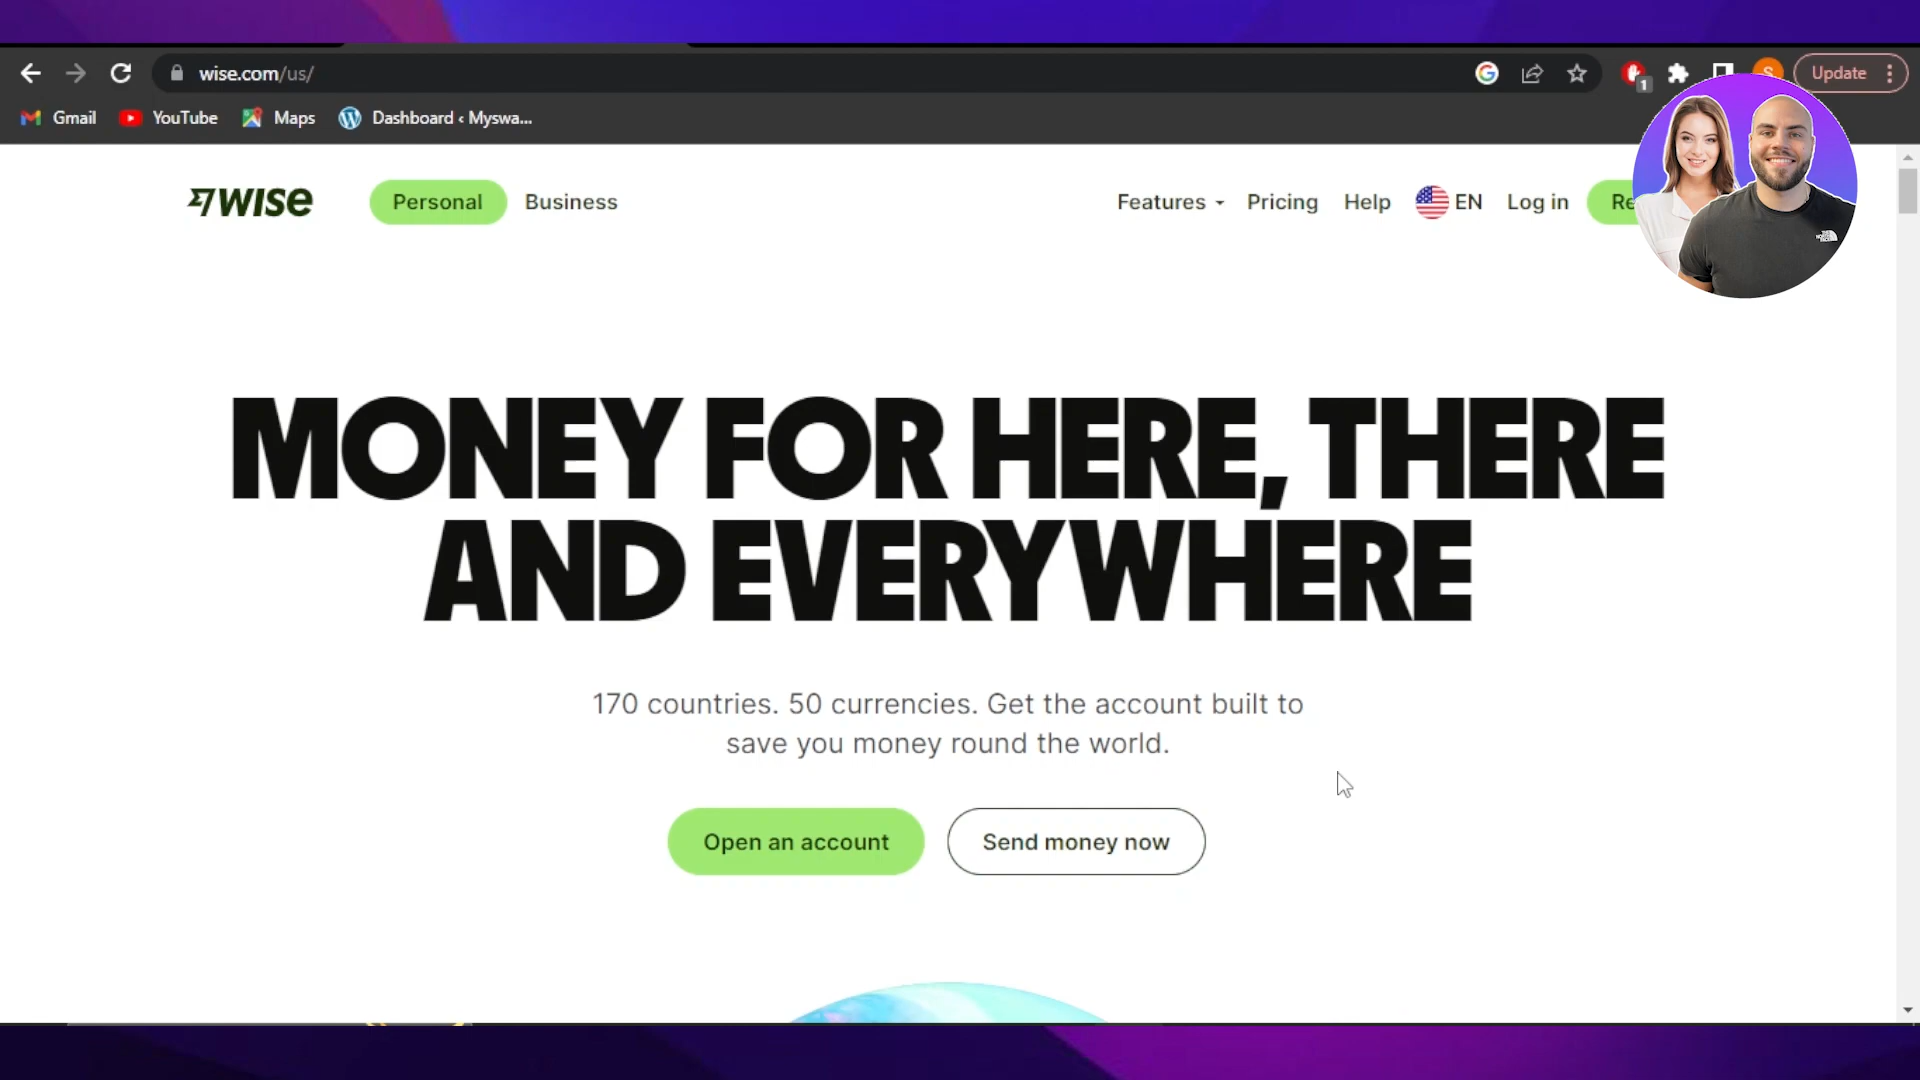 wise.com/us/
1
S
Update
Gmail
YouTube
Maps
Dashboard ‹ Myswa...
WISE
Personal
Business
Features
Pricing
Help
EN
Log in
MONEY FOR HERE, THERE
AND EVERYWHERE
170 countries. 50 currencies. Get the account built to
save you money round the world.
Open an account
Send money now